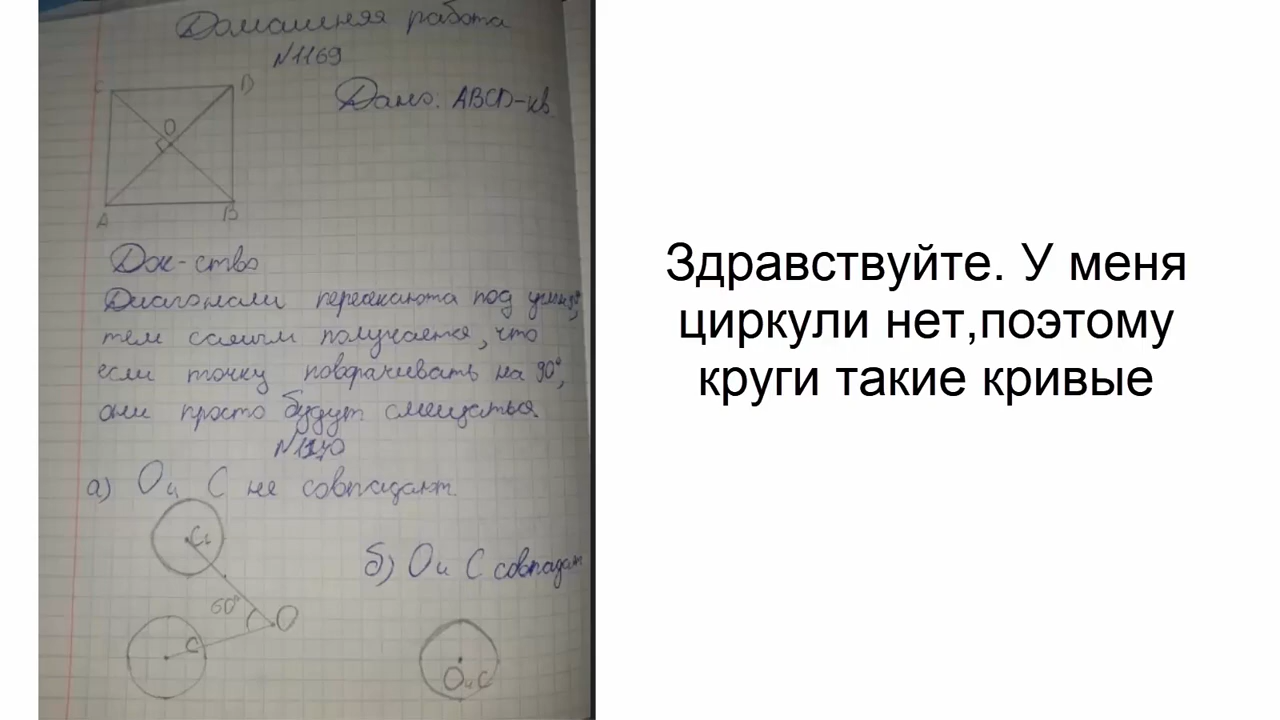 Домашняя работа
№1169
C D
Дано: ABCD-кв.
O
A B
Док-ство
Диагонали пересекаются под углом
тем самым получается, что
если точку поворачивать на 90°,
они просто будут смещаться.
№1170
а) O и C не совпадают.
C₁
б) O и C совпадают
60°
O
C
O и C
Здравствуйте. У меня
циркули нет,поэтому
круги такие кривые